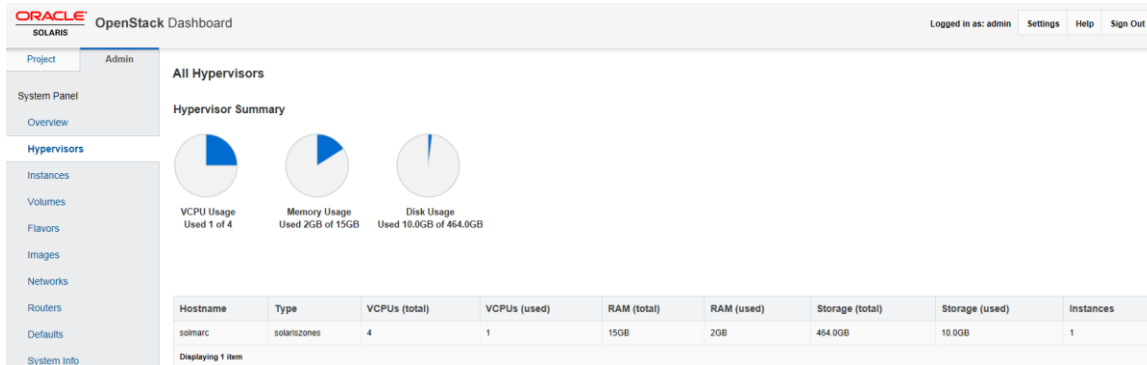 ORACLE
SOLARIS
OpenStack Dashboard
Logged in as: admin Settings Help Sign Out
Project Admin
System Panel
Overview
Hypervisors
Instances
Volumes
Flavors
Images
Networks
Routers
Defaults
System Info
All Hypervisors
Hypervisor Summary
VCPU Usage
Used 1 of 4
Memory Usage
Used 2GB of 15GB
Disk Usage
Used 10.0GB of 464.0GB
Hostname Type VCPUs (total) VCPUs (used) RAM (total) RAM (used) Storage (total) Storage (used) Instances
solmarc solariszones 4 1 15GB 2GB 464.0GB 10.0GB 1
Displaying 1 item